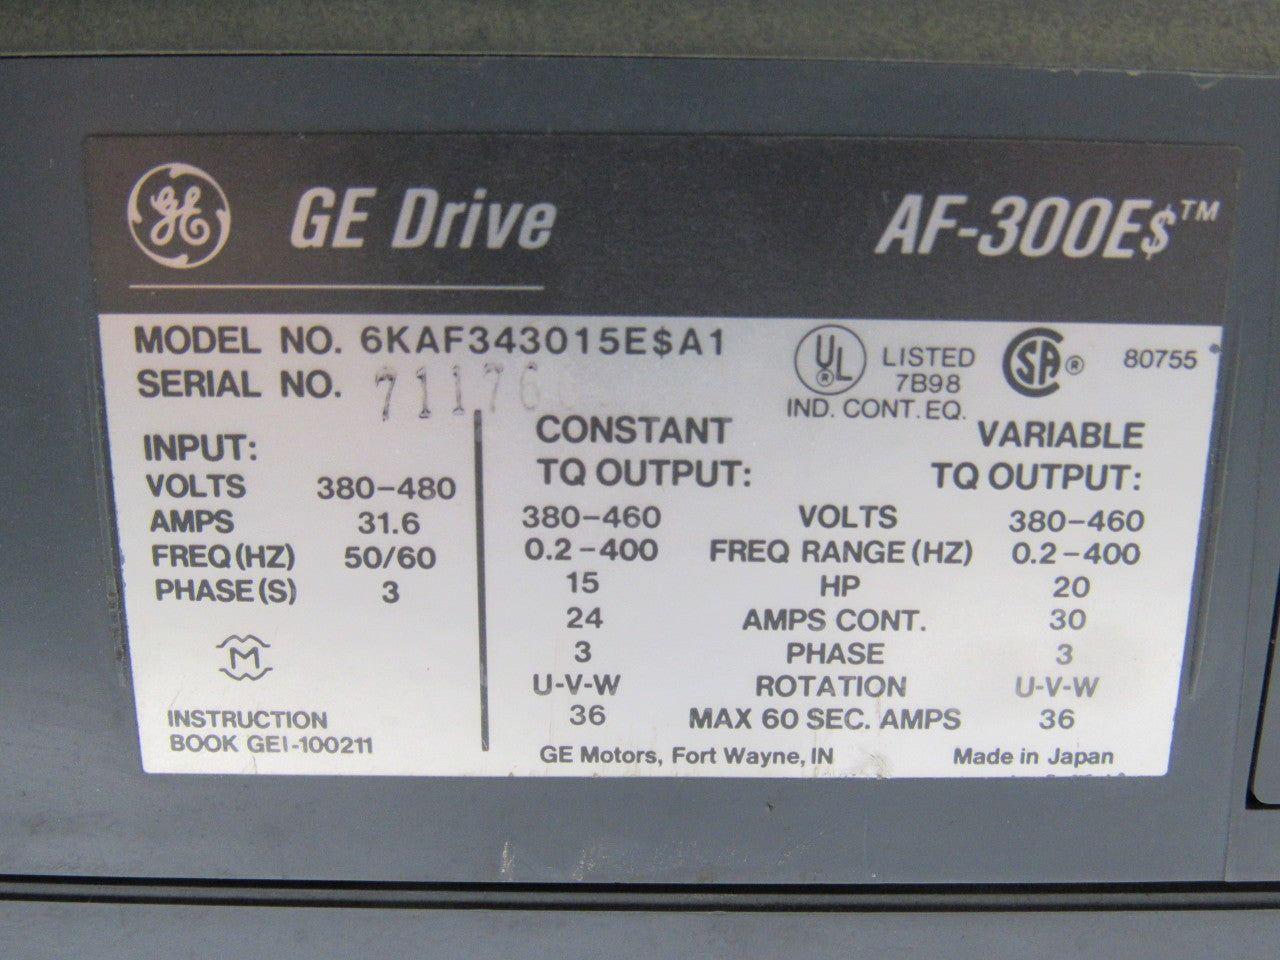 GE GE Drive AF-300E$™
MODEL NO. 6KAF343015E$A1
SERIAL NO. 71176
UL ® LISTED 7B98
IND. CONT. EQ.
SA ® 80755
INPUT:
VOLTS 380-480
AMPS 31.6
FREQ (HZ) 50/60
PHASE (S) 3
M
INSTRUCTION
BOOK GEI-100211
CONSTANT VARIABLE
TQ OUTPUT: TQ OUTPUT:
380-460 VOLTS 380-460
0.2-400 FREQ RANGE (HZ) 0.2-400
15 HP 20
24 AMPS CONT. 30
3 PHASE 3
U-V-W ROTATION U-V-W
36 MAX 60 SEC. AMPS 36
GE Motors, Fort Wayne, IN Made in Japan